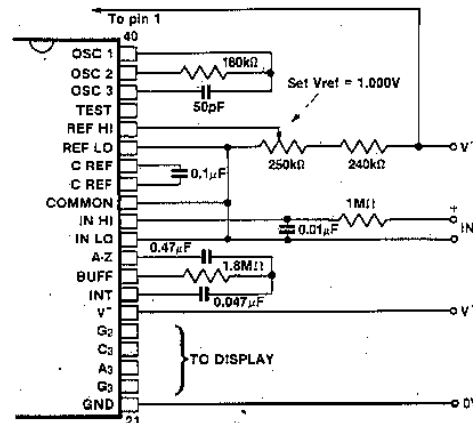 To pin 1
40
OSC 1
OSC 2
180kΩ
OSC 3
50pF
Set Vref = 1.000V
TEST
REF HI
REF LO
250kΩ
240kΩ
V+
C REF
0.1µF
C REF
COMMON
1MΩ
IN HI
0.01µF
+
IN
IN LO
-
0.47µF
A-Z
1.8MΩ
BUFF
INT
0.047µF
V-
V-
G2
C3
TO DISPLAY
A3
G3
GND
0V
21